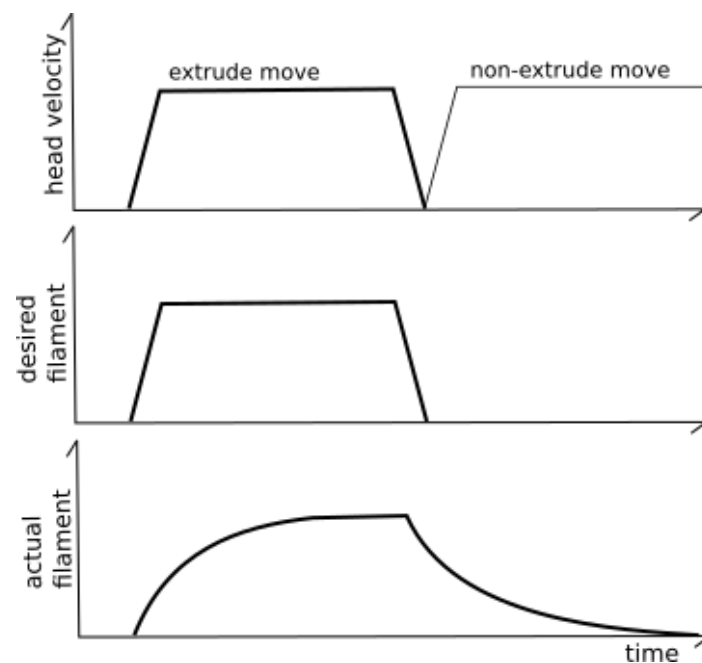 head velocity
extrude move
non-extrude move
desired
filament
actual
filament
time